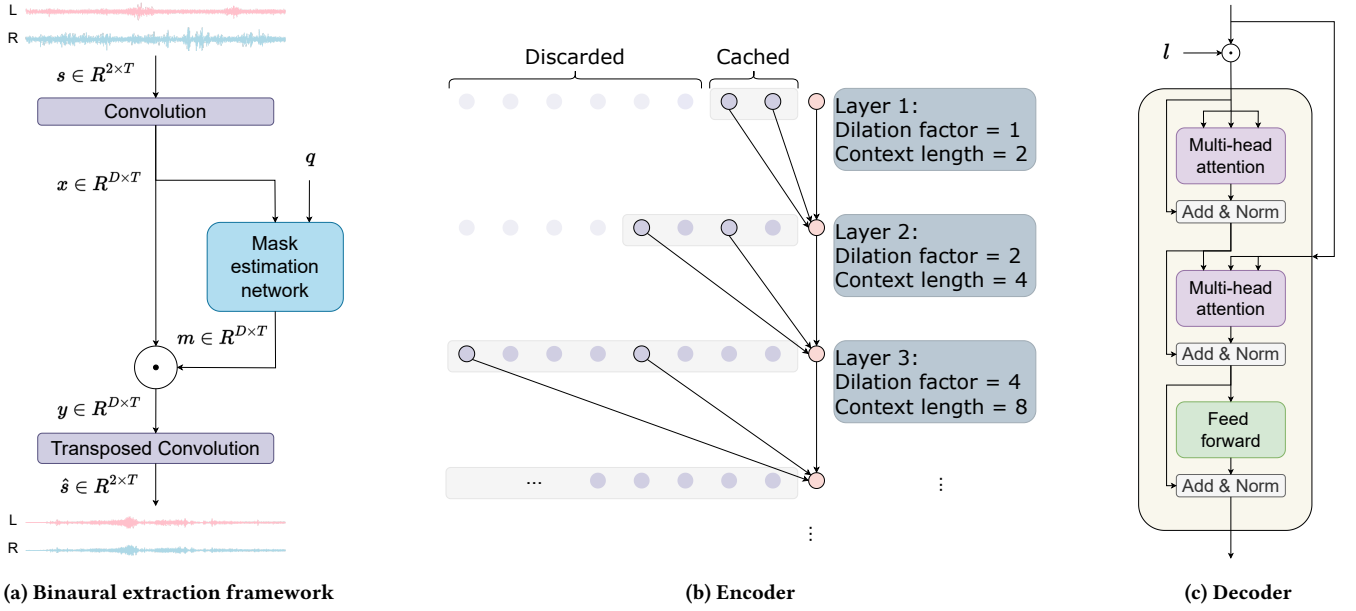 L
R
s ∈ R^{2×T}
Convolution
x ∈ R^{D×T}
q
Mask
estimation
network
m ∈ R^{D×T}
y ∈ R^{D×T}
Transposed Convolution
ŝ ∈ R^{2×T}
L
R
(a) Binaural extraction framework
Discarded
Cached
Layer 1:
Dilation factor = 1
Context length = 2
Layer 2:
Dilation factor = 2
Context length = 4
Layer 3:
Dilation factor = 4
Context length = 8
...
⋮
⋮
(b) Encoder
l
Multi-head
attention
Add & Norm
Multi-head
attention
Add & Norm
Feed
forward
Add & Norm
(c) Decoder